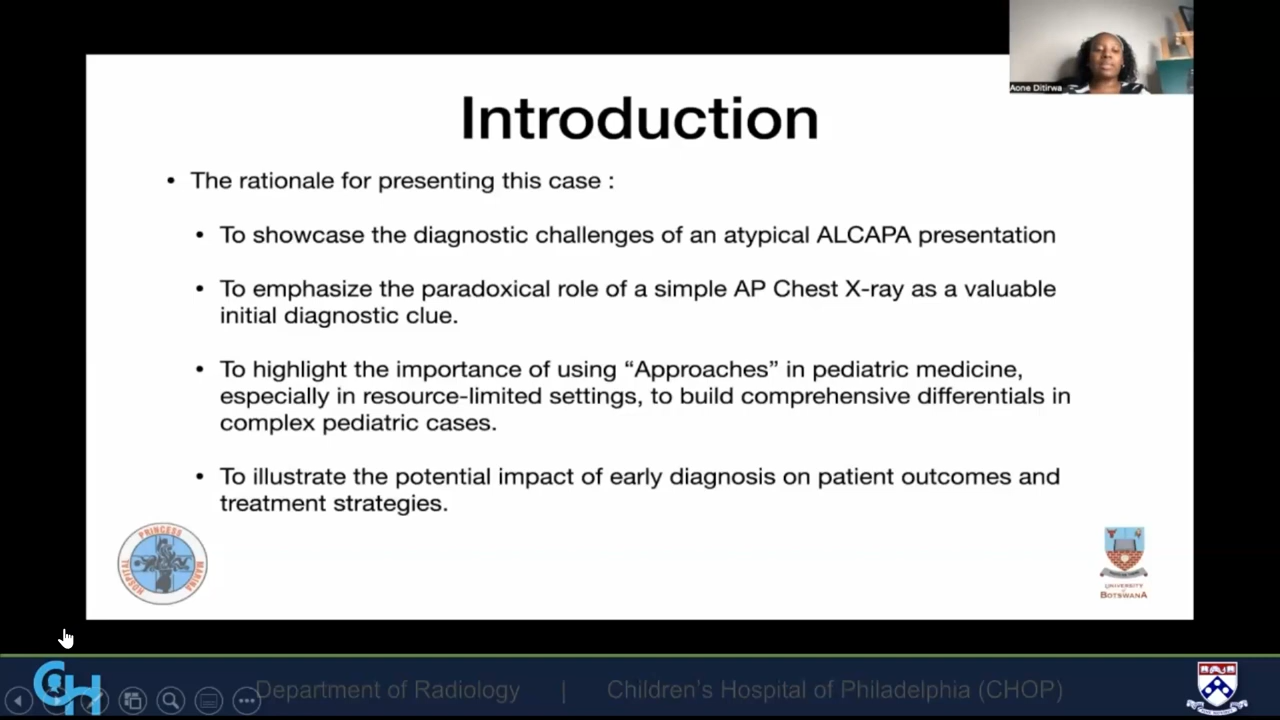 Aone Ditirwa
Introduction
• The rationale for presenting this case :
• To showcase the diagnostic challenges of an atypical ALCAPA presentation
• To emphasize the paradoxical role of a simple AP Chest X-ray as a valuable
initial diagnostic clue.
• To highlight the importance of using “Approaches” in pediatric medicine,
especially in resource-limited settings, to build comprehensive differentials in
complex pediatric cases.
• To illustrate the potential impact of early diagnosis on patient outcomes and
treatment strategies.
PRINCESS
MARINA
HOSPITAL
UNIVERSITY
OF
BOTSWANA
CH
Department of Radiology | Children's Hospital of Philadelphia (CHOP)